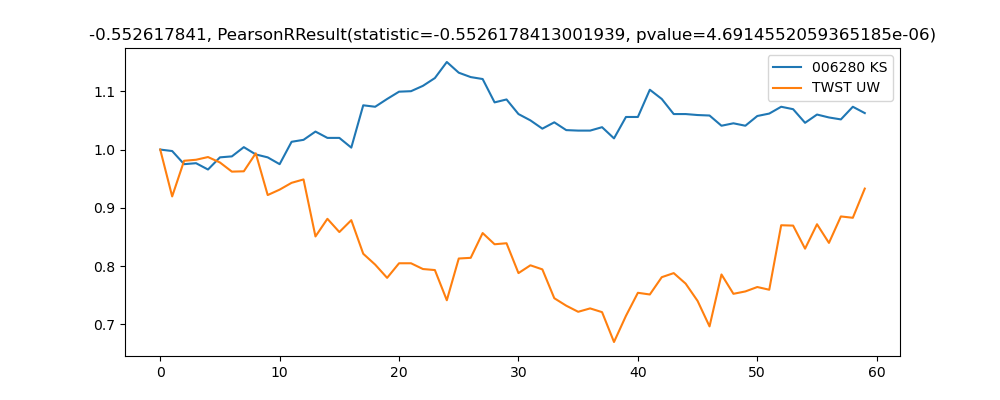 -0.552617841, PearsonRResult(statistic=-0.5526178413001939, pvalue=4.6914552059365185e-06)
006280 KS
TWST UW
1.1
1.0
0.9
0.8
0.7
0 10 20 30 40 50 60